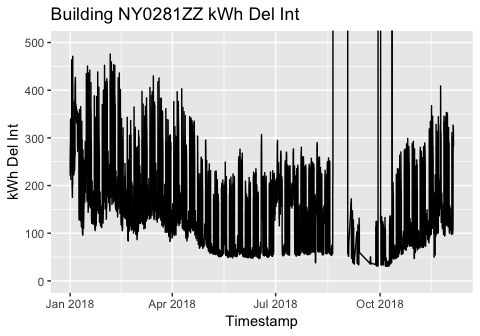 Building NY0281ZZ kWh Del Int
kWh Del Int
500
400
300
200
100
0
Jan 2018
Apr 2018
Jul 2018
Oct 2018
Timestamp